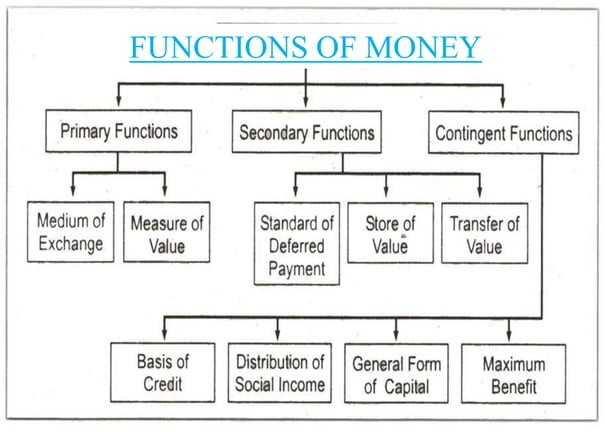 FUNCTIONS OF MONEY
Primary Functions
Secondary Functions
Contingent Functions
Medium of
Exchange
Measure of
Value
Standard of
Deferred
Payment
Store of
Value
Transfer of
Value
Basis of
Credit
Distribution of
Social Income
General Form
of Capital
Maximum
Benefit